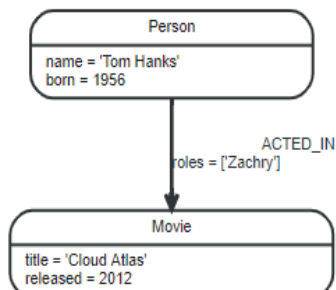 Person
name = 'Tom Hanks'
born = 1956
ACTED_IN
roles = ['Zachry']
Movie
title = 'Cloud Atlas'
released = 2012